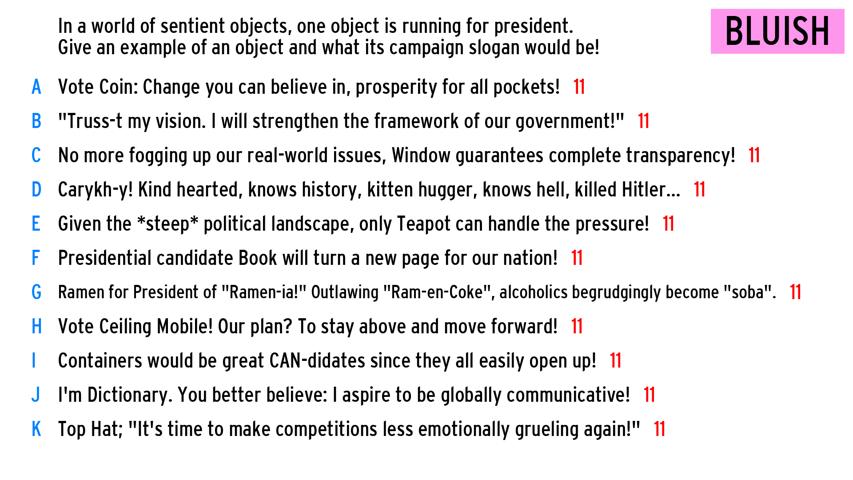 In a world of sentient objects, one object is running for president.
Give an example of an object and what its campaign slogan would be!
BLUISH
A Vote Coin: Change you can believe in, prosperity for all pockets! 11
B "Truss-t my vision. I will strengthen the framework of our government!" 11
C No more fogging up our real-world issues, Window guarantees complete transparency! 11
D Carykh-y! Kind hearted, knows history, kitten hugger, knows hell, killed Hitler... 11
E Given the *steep* political landscape, only Teapot can handle the pressure! 11
F Presidential candidate Book will turn a new page for our nation! 11
G Ramen for President of "Ramen-ia!" Outlawing "Ram-en-Coke", alcoholics begrudgingly become "soba". 11
H Vote Ceiling Mobile! Our plan? To stay above and move forward! 11
I Containers would be great CAN-didates since they all easily open up! 11
J I'm Dictionary. You better believe: I aspire to be globally communicative! 11
K Top Hat; "It's time to make competitions less emotionally grueling again!" 11